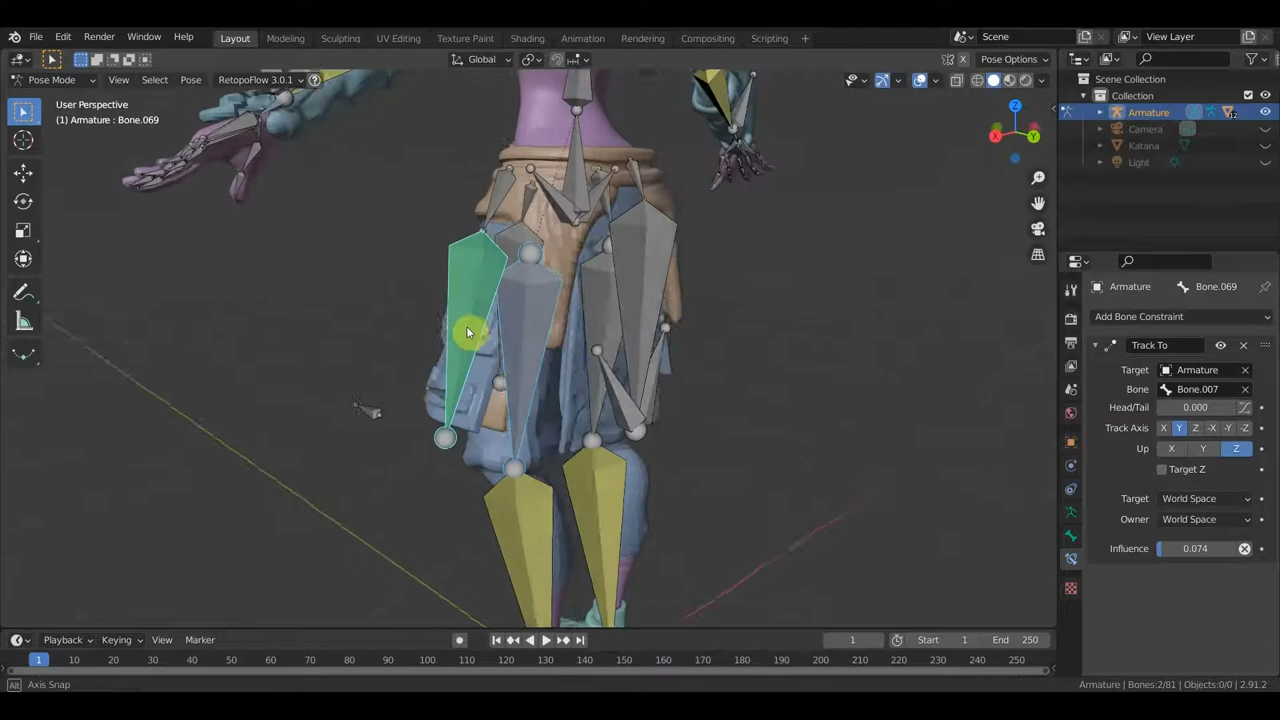 File Edit Render Window Help Layout Modeling Sculpting UV Editing Texture Paint Shading Animation Rendering Compositing Scripting + Scene View Layer
Global Pose Options
Pose Mode View Select Pose RetopoFlow 3.0.1
Scene Collection
Collection
Armature 12
Camera
Katana
Light
User Perspective
(1) Armature : Bone.069
Z
X Y
Armature Bone.069
Add Bone Constraint
Track To
Target Armature
Bone Bone.007
Head/Tail 0.000
Track Axis X Y Z -X -Y -Z
Up X Y Z
Target Z
Target World Space
Owner World Space
Influence 0.074
Playback Keying View Marker 1 Start 1 End 250
1 10 20 30 40 50 60 70 80 90 100 110 120 130 140 150 160 170 180 190 200 210 220 230 240 250
Alt Axis Snap Armature | Bones:2/81 | Objects:0/0 | 2.91.2